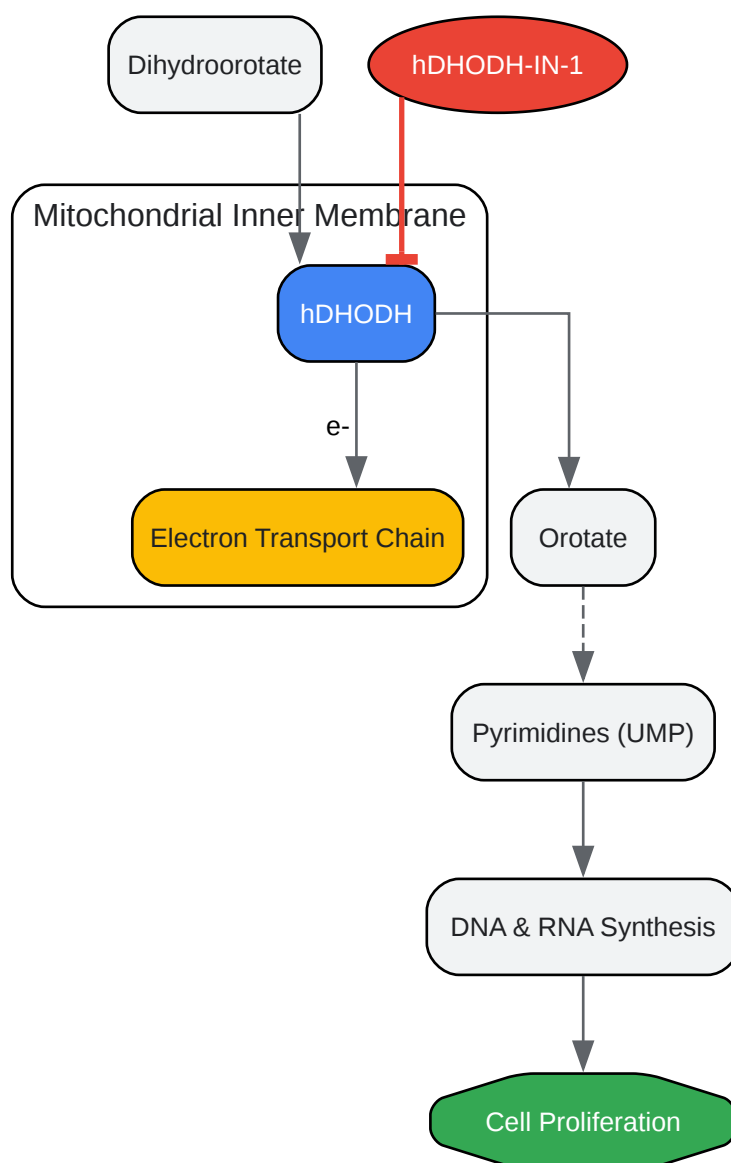 Dihydroorotate
hDHODH-IN-1
Mitochondrial Inner Membrane
hDHODH
e-
Electron Transport Chain
Orotate
Pyrimidines (UMP)
DNA & RNA Synthesis
Cell Proliferation